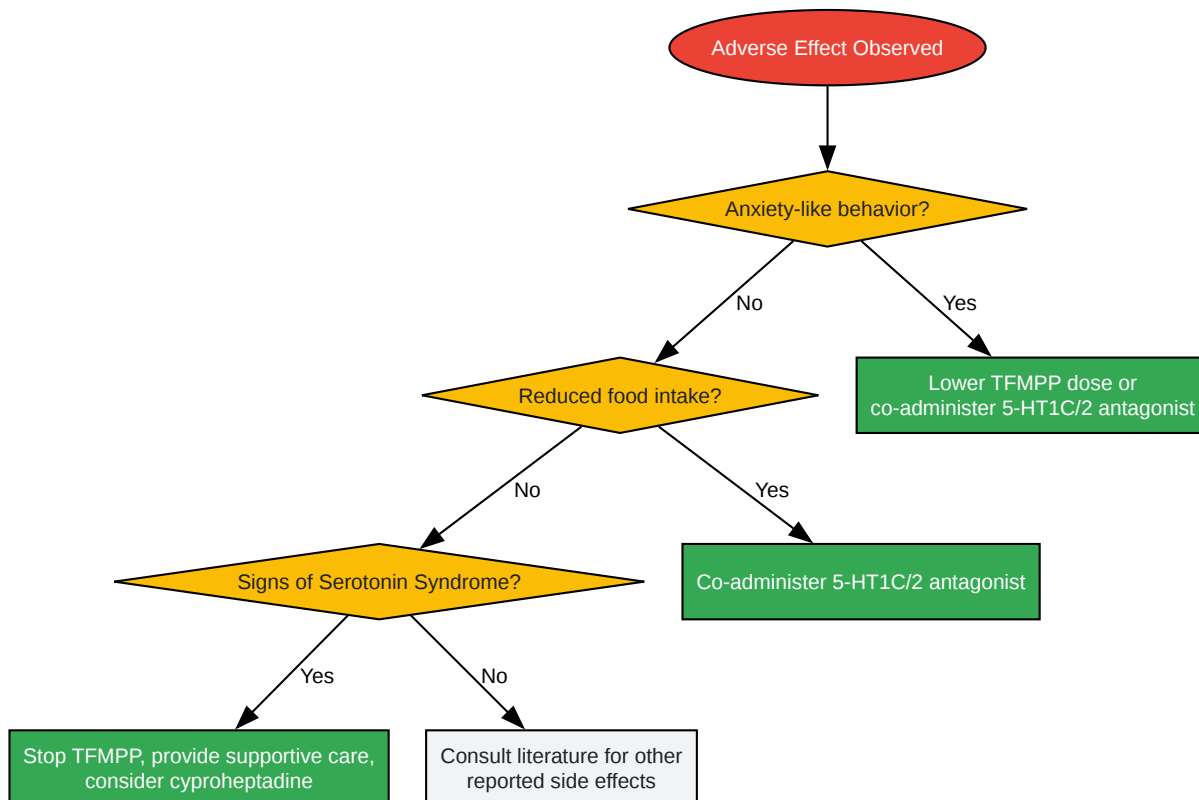 Adverse Effect Observed
Anxiety-like behavior?
No
Yes
Reduced food intake?
Lower TFMPP dose or
co-administer 5-HT1C/2 antagonist
No
Yes
Signs of Serotonin Syndrome?
Co-administer 5-HT1C/2 antagonist
Yes
No
Stop TFMPP, provide supportive care,
consider cyproheptadine
Consult literature for other
reported side effects